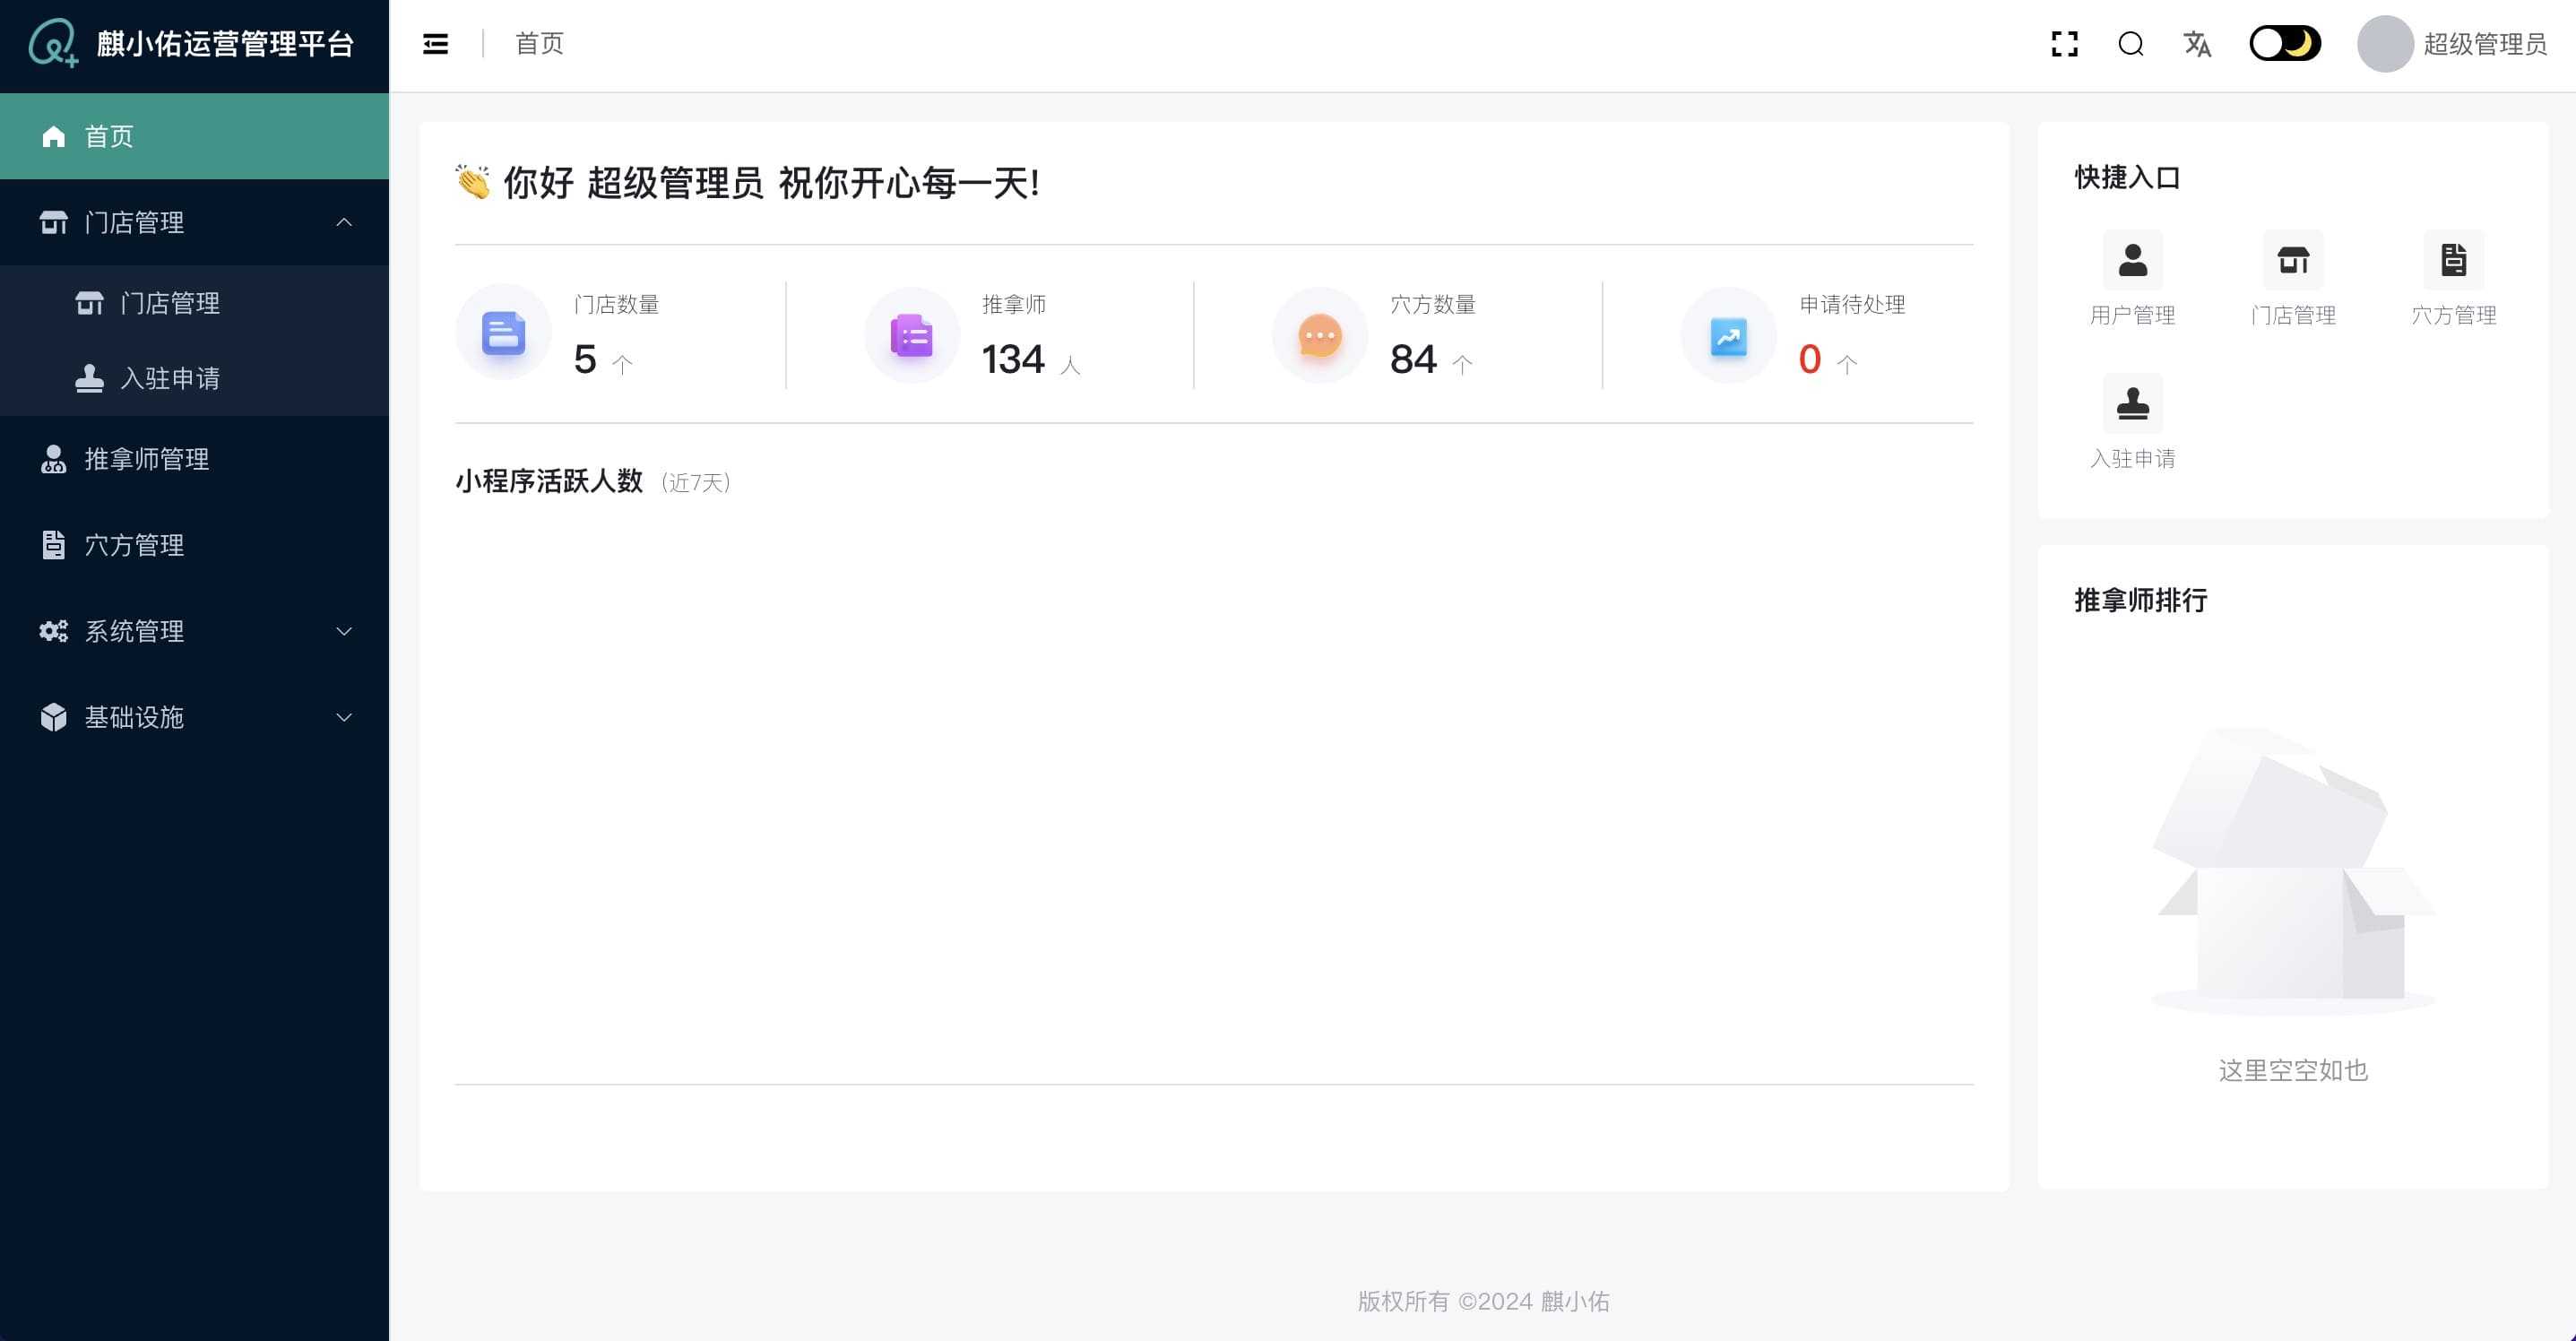 麒小佑运营管理平台
首页
门店管理
门店管理
入驻申请
推拿师管理
穴方管理
系统管理
基础设施
首页
超级管理员
你好 超级管理员 祝你开心每一天!
门店数量
5 个
推拿师
134 人
穴方数量
84 个
申请待处理
0 个
小程序活跃人数 (近7天)
快捷入口
用户管理
门店管理
穴方管理
入驻申请
推拿师排行
这里空空如也
版权所有 ©2024 麒小佑